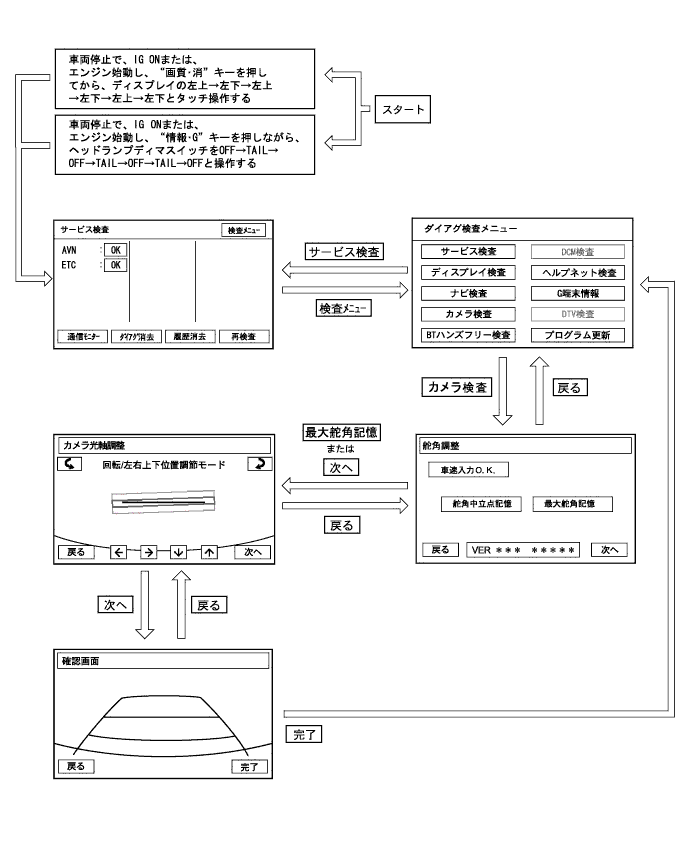 車両停止で、IG ONまたは、
エンジン始動し、“画質･消”キーを押し
てから、ディスプレイの左上→左下→左上
→左下→左上→左下とタッチ操作する
スタート
車両停止で、IG ONまたは、
エンジン始動し、“情報･G”キーを押しながら、
ヘッドランプディマスイッチをOFF→TAIL→
OFF→TAIL→OFF→TAIL→OFFと操作する
サービス検査
検査ﾒﾆｭｰ
AVN : OK
ETC : OK
通信ﾓﾆﾀｰ
ﾀﾞｲｱｸﾞ消去
履歴消去
再検査
サービス検査
検査ﾒﾆｭｰ
ダイアグ検査メニュー
サービス検査
DCM検査
ディスプレイ検査
ヘルプネット検査
ナビ検査
G端末情報
カメラ検査
DTV検査
BTハンズフリー検査
プログラム更新
カメラ検査
戻る
カメラ光軸調整
回転/左右上下位置調節モード
戻る
←
→
↓
↑
次へ
最大舵角記憶
または
次へ
戻る
舵角調整
車速入力O.K.
舵角中立点記憶
最大舵角記憶
戻る
VER ＊＊＊ ＊＊＊＊＊
次へ
次へ
戻る
確認画面
戻る
完了
完了